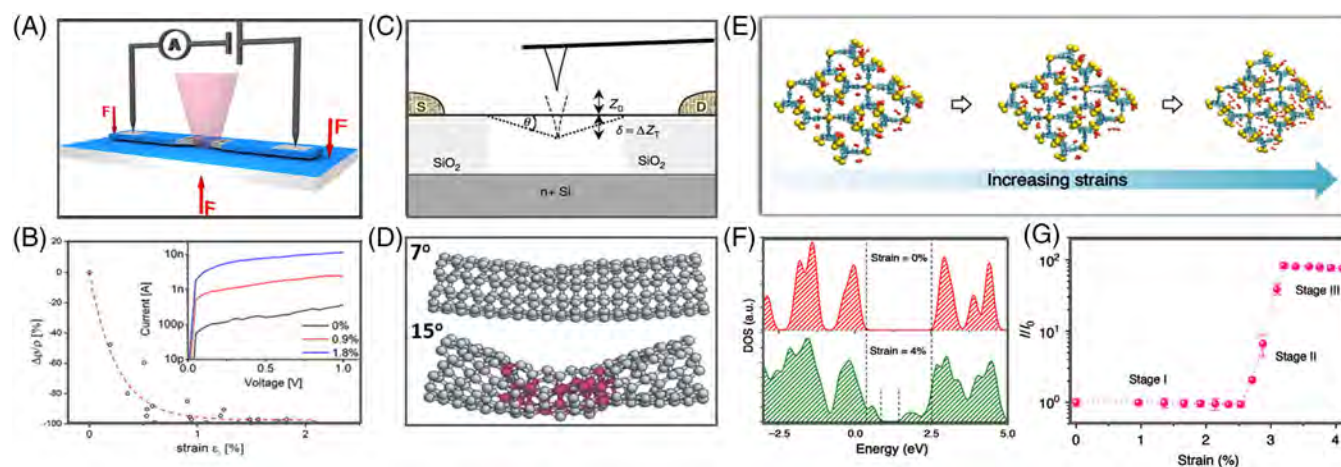 (A)
A
F
F
F
(B)
20
0
-20
-40
-60
-80
-100
Δρ/ρ [%]
0
1
2
strain ε [%]
10n
1n
100p
10p
Current [A]
0%
0.9%
1.8%
0.0
0.5
1.0
Voltage [V]
(C)
S
D
Z₀
θ
δ = ΔZT
SiO₂
SiO₂
n+ Si
(D)
7º
15º
(E)
Increasing strains
(F)
DOS (a.u.)
Strain = 0%
Strain = 4%
-2.5
0.0
2.5
5.0
Energy (eV)
(G)
10²
10¹
10⁰
I/I₀
Stage I
Stage II
Stage III
0
1
2
3
4
Strain (%)